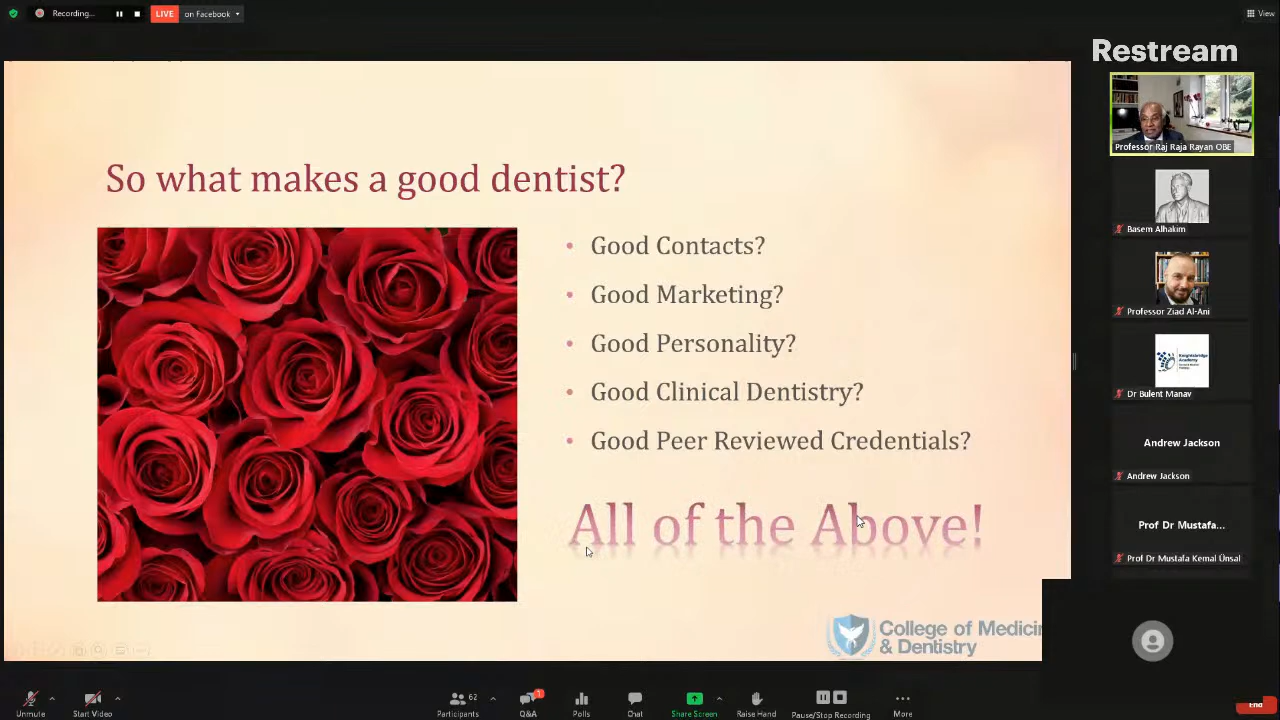 Recording...
LIVE
on Facebook
View
Restream
So what makes a good dentist?
• Good Contacts?
• Good Marketing?
• Good Personality?
• Good Clinical Dentistry?
• Good Peer Reviewed Credentials?
All of the Above!
College of Medicin
& Dentistry
Professor Raj Raja Rayan OBE
Basem Alhakim
Professor Ziad Al-Ani
Knightsbridge
Academy
Dr Bulent Manav
Andrew Jackson
Andrew Jackson
Prof Dr Mustafa...
Prof Dr Mustafa Kemal Ünsal
Unmute
Start Video
62
Participants
1
Q&A
Polls
Chat
Share Screen
Raise Hand
Pause/Stop Recording
More
End